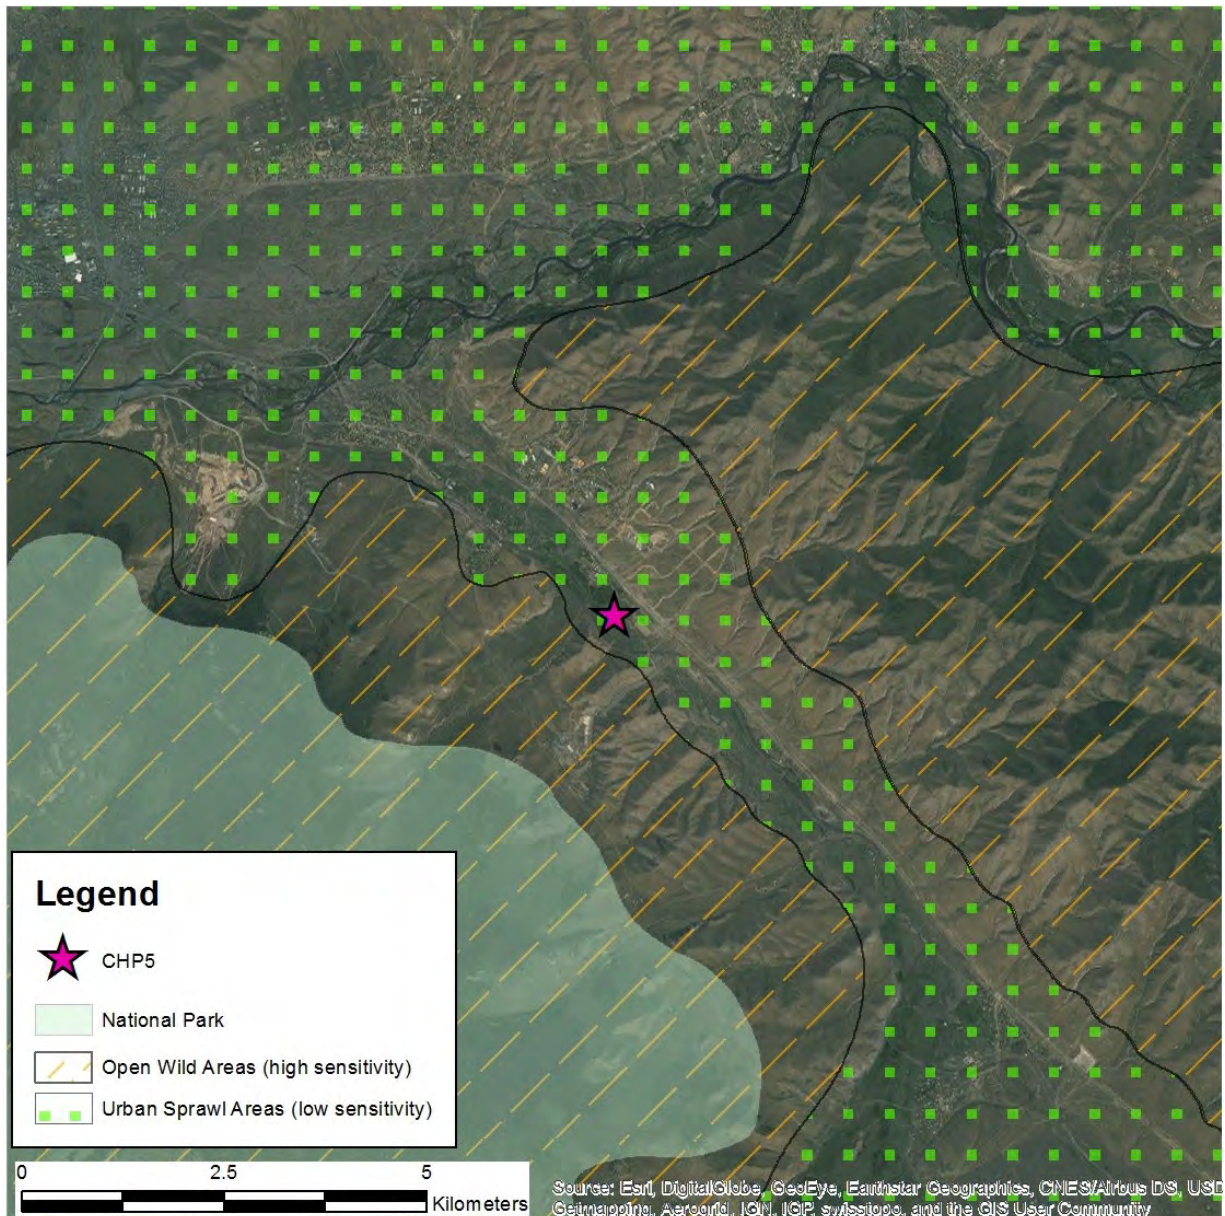 Legend
CHP5
National Park
Open Wild Areas (high sensitivity)
Urban Sprawl Areas (low sensitivity)
0 2.5 5
Kilometers
Source: Esri, DigitalGlobe, GeoEye, Earthstar Geographics, CNES/Airbus DS, USD
Getmapping, Aerogrid, IGN, IGP, swisstopo, and the GIS User Community